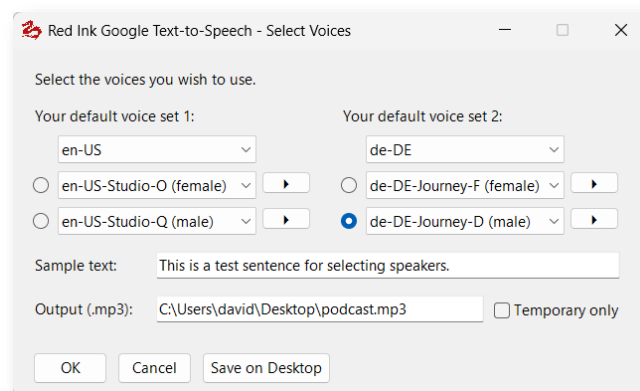 Red Ink Google Text-to-Speech - Select Voices
Select the voices you wish to use.
Your default voice set 1: Your default voice set 2:
en-US de-DE
en-US-Studio-O (female) de-DE-Journey-F (female)
en-US-Studio-Q (male) de-DE-Journey-D (male)
Sample text: This is a test sentence for selecting speakers.
Output (.mp3): C:\Users\david\Desktop\podcast.mp3 Temporary only
OK Cancel Save on Desktop